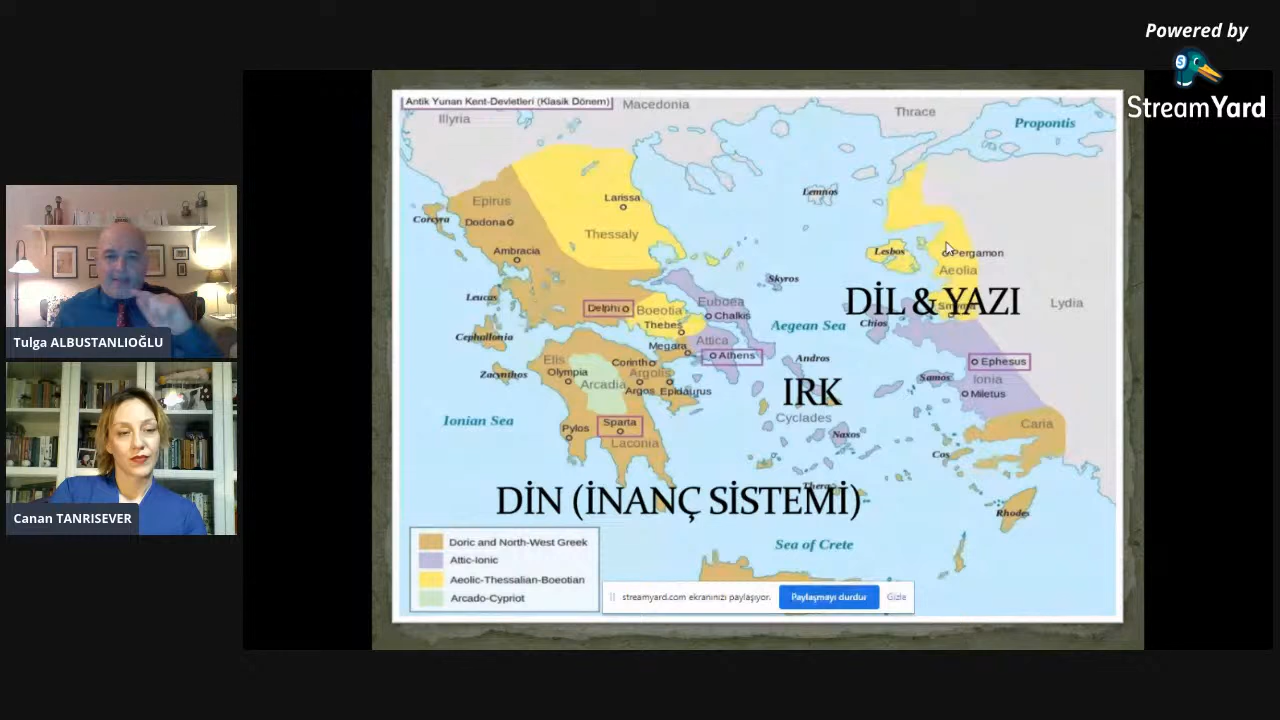 Powered by
StreamYard
Antik Yunan Kent-Devletleri (Klasik Dönem)
Macedonia
Thrace
Illyria
Propontis
Epirus
Larissa
Lemnos
Corcyra
Dodona
Thessaly
Ambracia
Lesbos
Pergamon
Aeolia
Skyros
Leucas
Delphi
Boeotia
Euboea
Chalkis
DİL & YAZI
Lydia
Thebes
Aegean Sea
Chios
Cephallonia
Megara
Attica
Athens
Elis
Corinth
Andros
Ephesus
Zacynthos
Olympia
Argolis
Arcadia
Argos
Epidaurus
IRK
Samos
Ionia
Miletus
Ionian Sea
Pylos
Sparta
Laconia
Cyclades
Naxos
Caria
Cos
DİN (İNANÇ SİSTEMİ)
Thera
Rhodes
Sea of Crete
Doric and North-West Greek
Attic-Ionic
Aeolic-Thessalian-Boeotian
Arcado-Cypriot
streamyard.com ekranınızı paylaşıyor.
Paylaşmayı durdur
Gizle
Tulga ALBUSTANLIOĞLU
Canan TANRISEVER